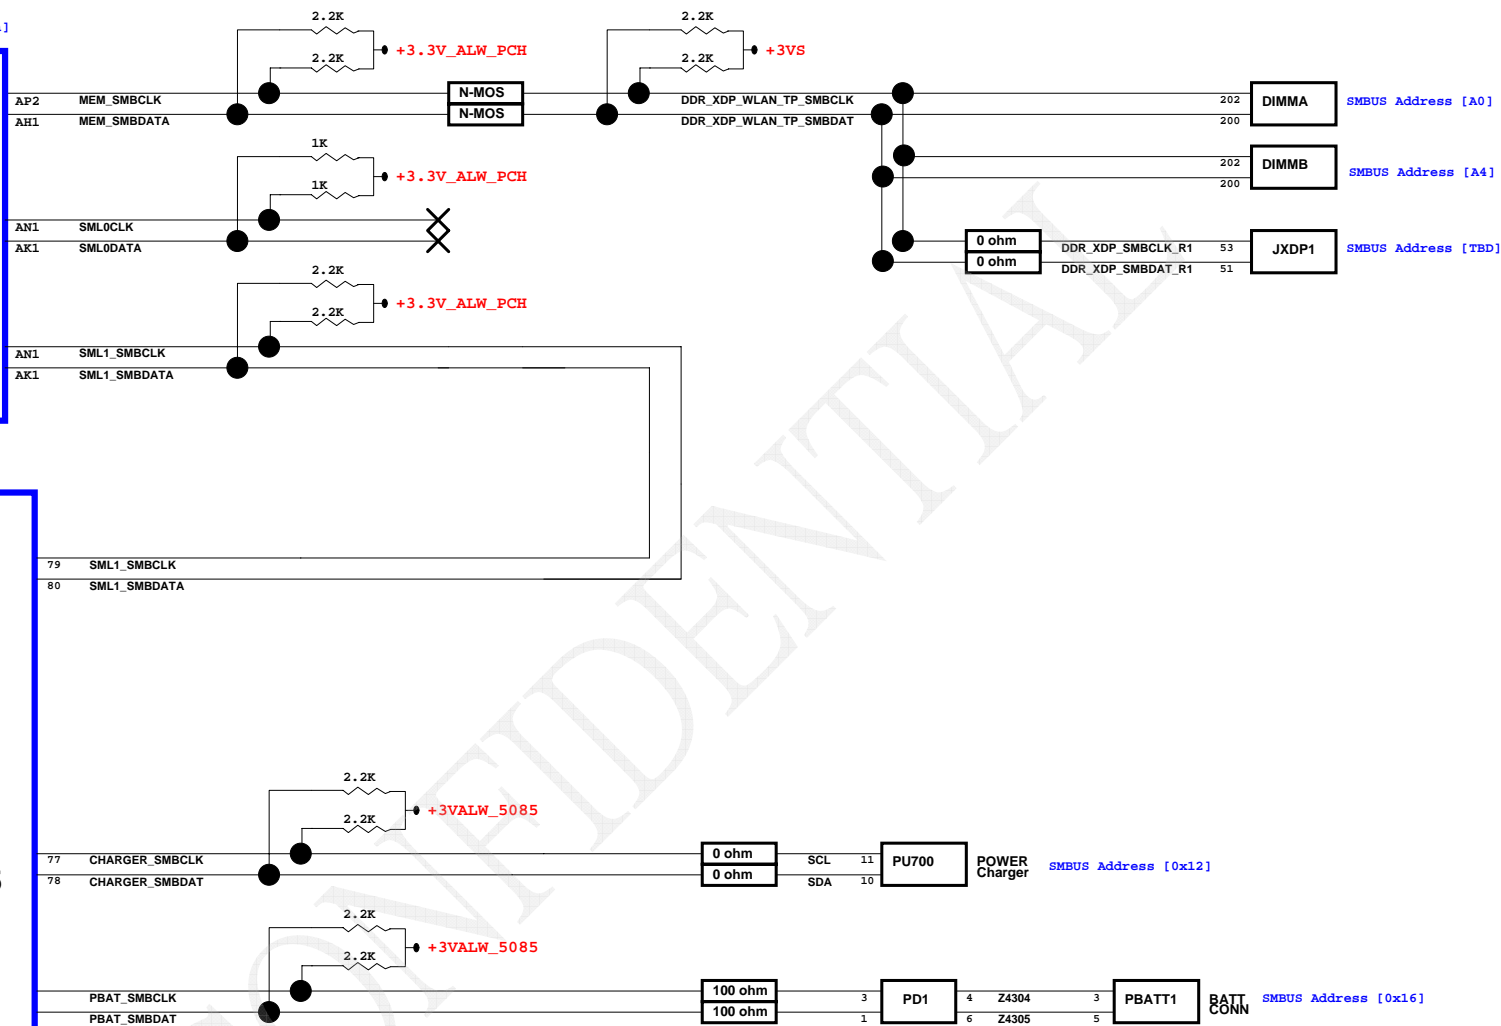 2.2K
2.2K
+3.3V_ALW_PCH
2.2K
2.2K
+3VS
AP2 MEM_SMBCLK
AH1 MEM_SMBDATA
N-MOS
N-MOS
DDR_XDP_WLAN_TP_SMBCLK
DDR_XDP_WLAN_TP_SMBDAT
202
200
DIMMA
SMBUS Address [A0]
1K
1K
+3.3V_ALW_PCH
202
200
DIMMB
SMBUS Address [A4]
AN1 SML0CLK
AK1 SML0DATA
0 ohm
0 ohm
DDR_XDP_SMBCLK_R1 53
DDR_XDP_SMBDAT_R1 51
JXDP1
SMBUS Address [TBD]
2.2K
2.2K
+3.3V_ALW_PCH
AN1 SML1_SMBCLK
AK1 SML1_SMBDATA
79 SML1_SMBCLK
80 SML1_SMBDATA
2.2K
2.2K
+3VALW_5085
77 CHARGER_SMBCLK
78 CHARGER_SMBDAT
0 ohm
0 ohm
SCL 11
SDA 10
PU700
POWER
Charger
SMBUS Address [0x12]
2.2K
2.2K
+3VALW_5085
PBAT_SMBCLK
PBAT_SMBDAT
100 ohm
100 ohm
3
1
PD1
4 Z4304 3
6 Z4305 5
PBATT1
BATT
CONN
SMBUS Address [0x16]
CONFIDENTIAL